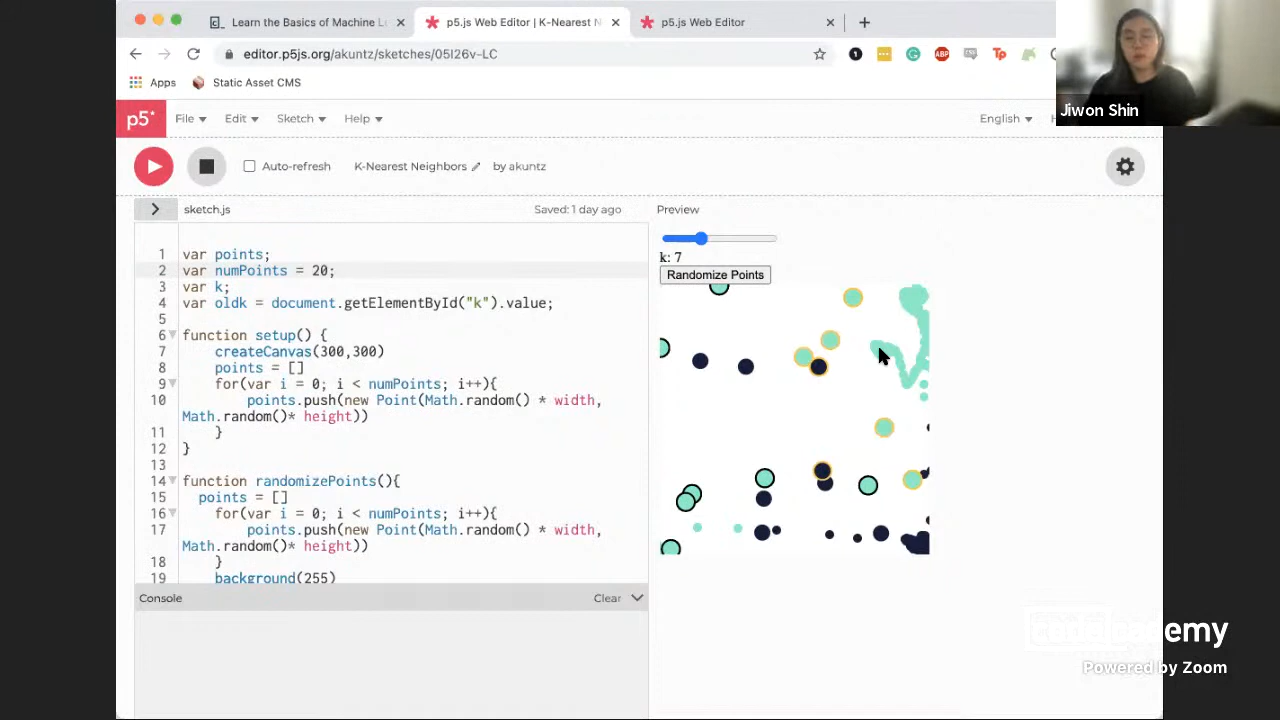 Learn the Basics of Machine L
p5.js Web Editor | K-Nearest N
p5.js Web Editor
editor.p5js.org/akuntz/sketches/05I26v-LC
ABP
Tp
Apps
Static Asset CMS
Jiwon Shin
p5*
File
Edit
Sketch
Help
English
Auto-refresh
K-Nearest Neighbors
by akuntz
sketch.js
Saved: 1 day ago
Preview
1 var points;
2 var numPoints = 20;
3 var k;
4 var oldk = document.getElementById("k").value;
5
6 function setup() {
7 createCanvas(300,300)
8 points = []
9 for(var i = 0; i < numPoints; i++){
10 points.push(new Point(Math.random() * width,
Math.random()* height))
11 }
12 }
13
14 function randomizePoints(){
15 points = []
16 for(var i = 0; i < numPoints; i++){
17 points.push(new Point(Math.random() * width,
Math.random()* height))
18 }
19 background(255)
k: 7
Randomize Points
Console
Clear
codecademy
Powered by Zoom